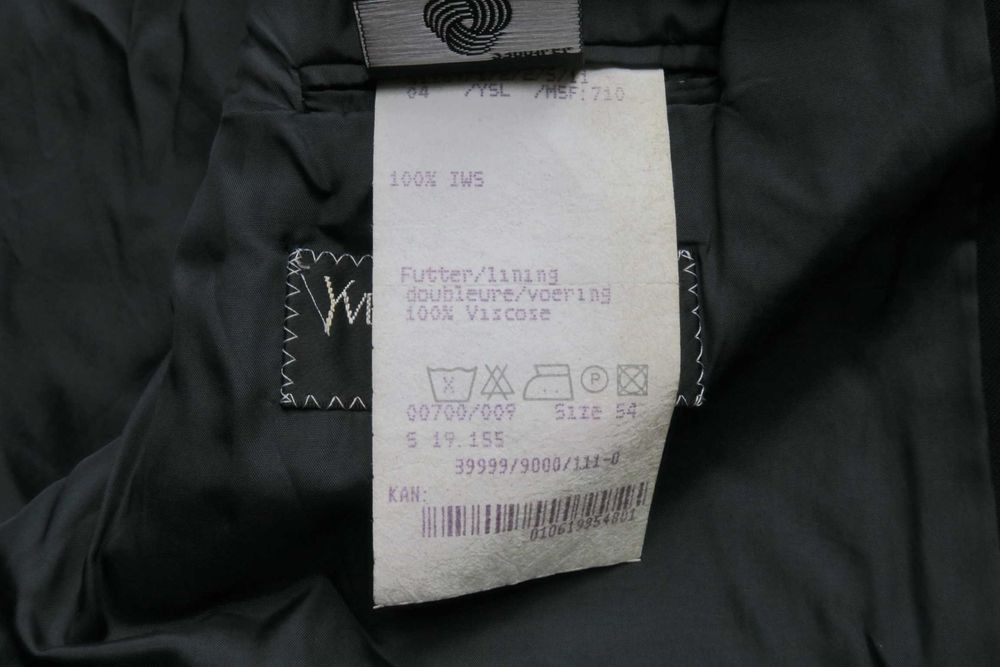 04 /YSL /MSF:710
100% IWS
Futter/lining
doubleure/voering
100% Viscose
P
00700/009 Size 54
S 19.155
39999/9000/111-0
KAN:
010619954801